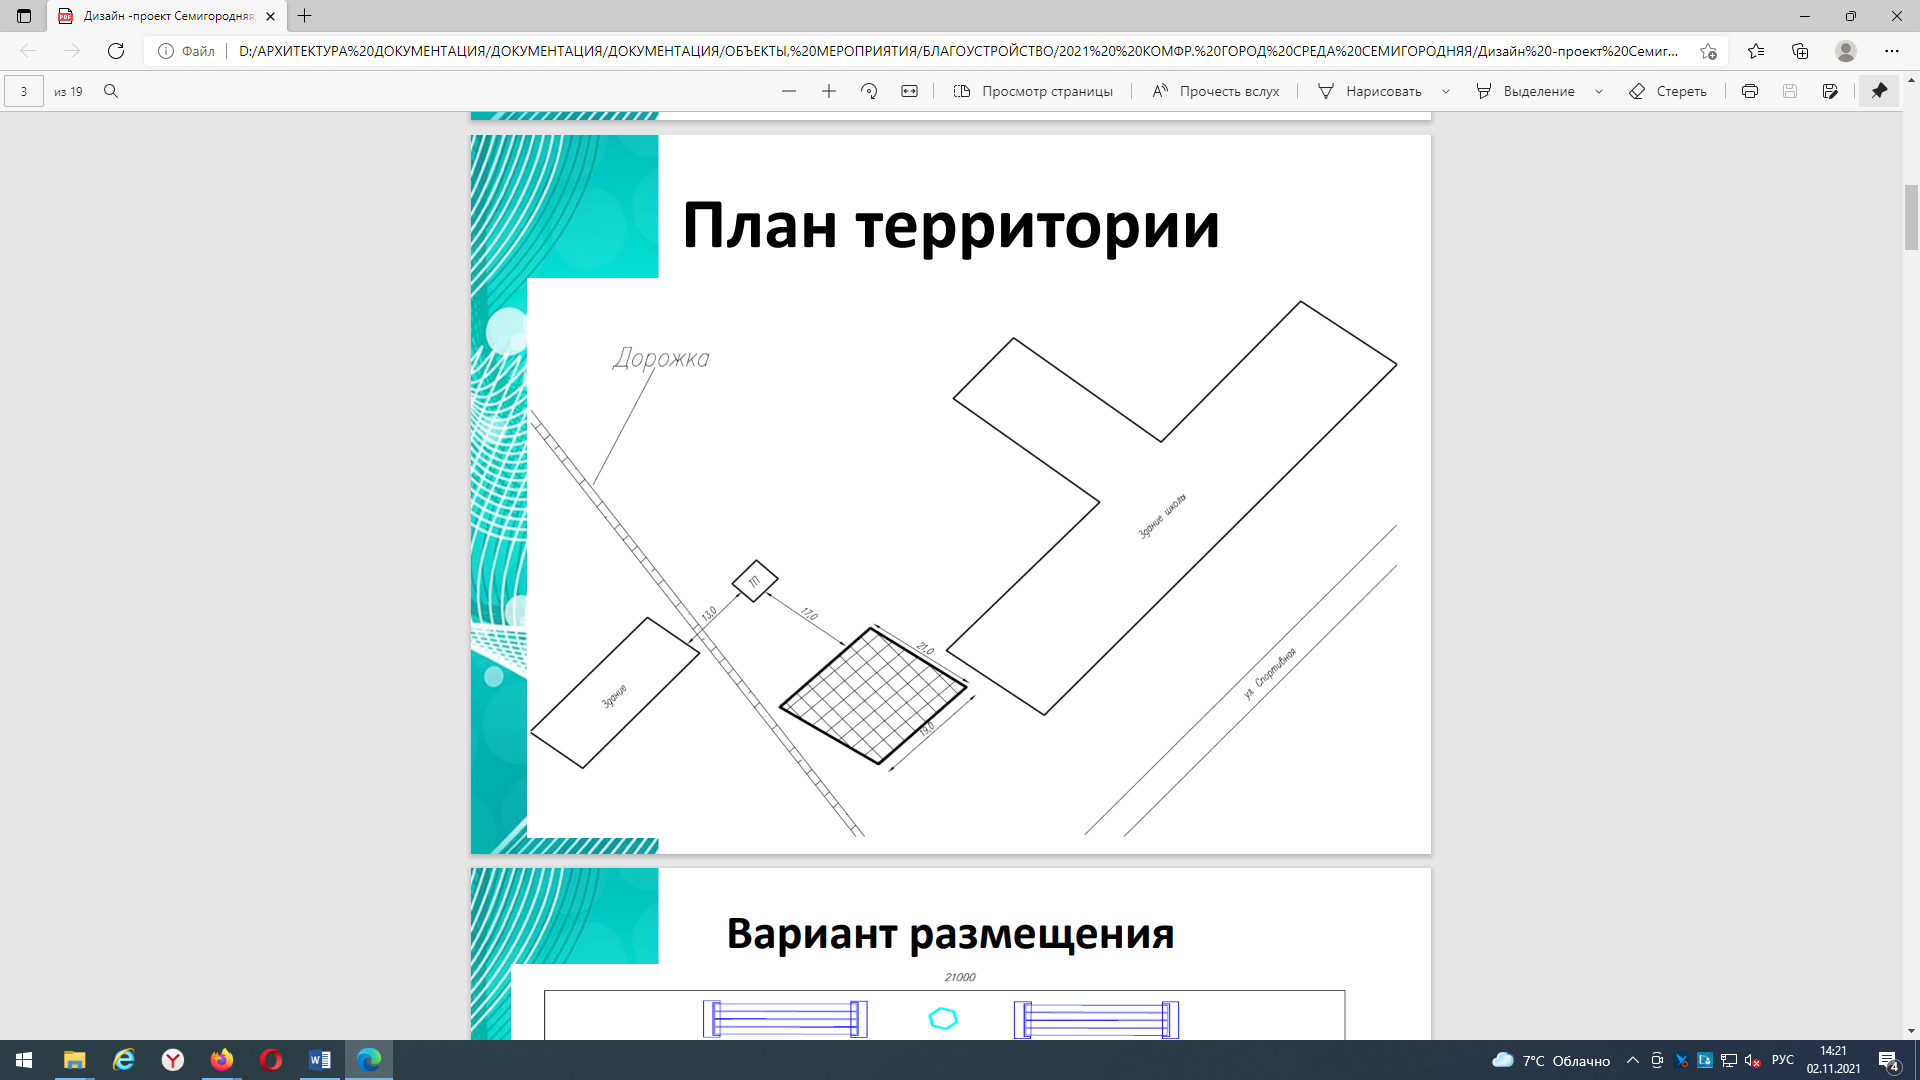 Дизайн -проект Семигородняя
Файл
D:/АРХИТЕКТУРА%20ДОКУМЕНТАЦИЯ/ДОКУМЕНТАЦИЯ/ДОКУМЕНТАЦИЯ/ОБЪЕКТЫ,%20МЕРОПРИЯТИЯ/БЛАГОУСТРОЙСТВО/2021%20%20КОМФР.%20ГОРОД%20СРЕДА%20СЕМИГОРОДНЯЯ/Дизайн%20-проект%20Семиг...
3 из 19
Просмотр страницы
Прочесть вслух
Нарисовать
Выделение
Стереть
План территории
Дорожка
Здание школы
ТП
13,0
17,0
21,0
Здание
ул. Спортивная
19,0
Вариант размещения
21000
7°C Облачно
РУС
14:21
02.11.2021
4